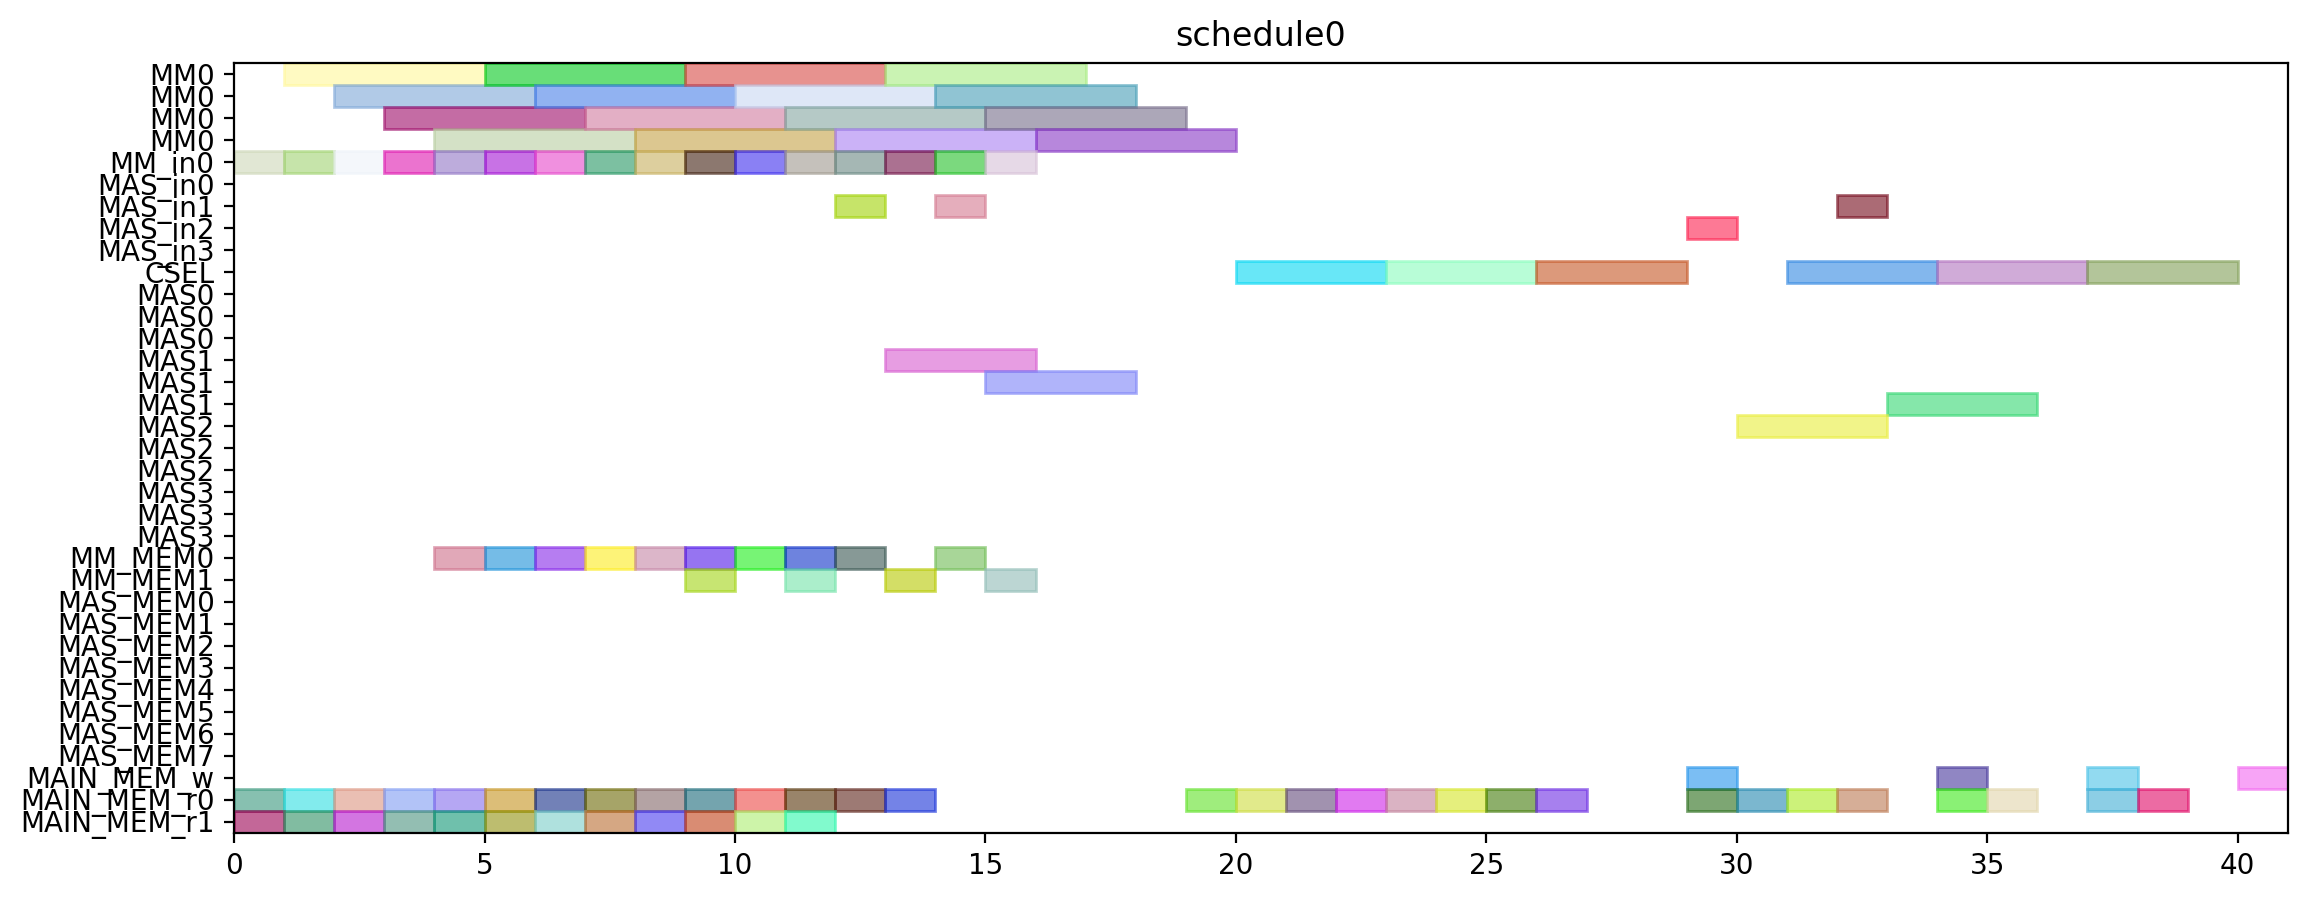 schedule0
MM0
MM0
MM0
MM0
MM_in0
MAS_in0
MAS_in1
MAS_in2
MAS_in3
CSEL
MAS0
MAS0
MAS0
MAS1
MAS1
MAS1
MAS2
MAS2
MAS2
MAS3
MAS3
MAS3
MM_MEM0
MM_MEM1
MAS_MEM0
MAS_MEM1
MAS_MEM2
MAS_MEM3
MAS_MEM4
MAS_MEM5
MAS_MEM6
MAS_MEM7
MAIN_MEM_w
MAIN_MEM_r0
MAIN_MEM_r1
0 5 10 15 20 25 30 35 40